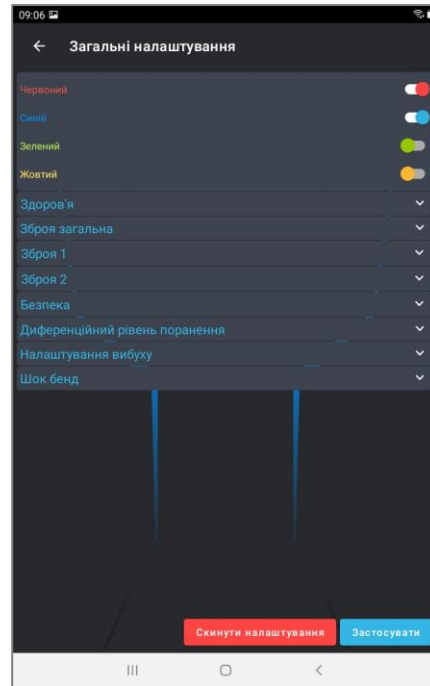 09:06
Загальні налаштування
Червоний
Синій
Зелений
Жовтий
Здоров'я
Зброя загальна
Зброя 1
Зброя 2
Безпека
Диференційний рівень поранення
Налаштування вибуху
Шок бенд
Скинути налаштування Застосувати